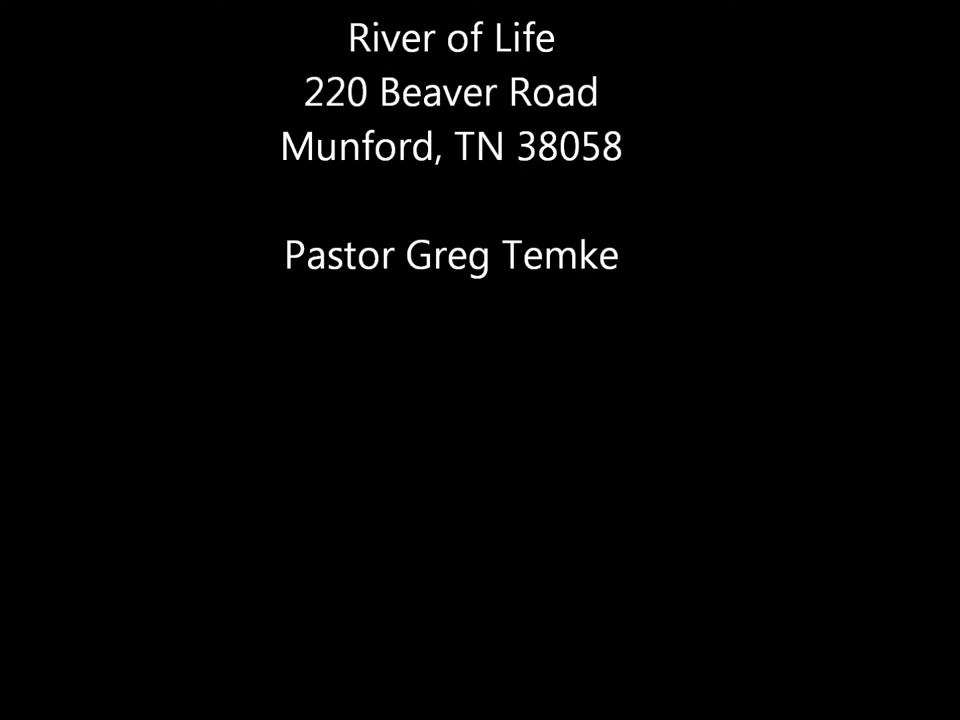 River of Life
220 Beaver Road
Munford, TN 38058
Pastor Greg Temke